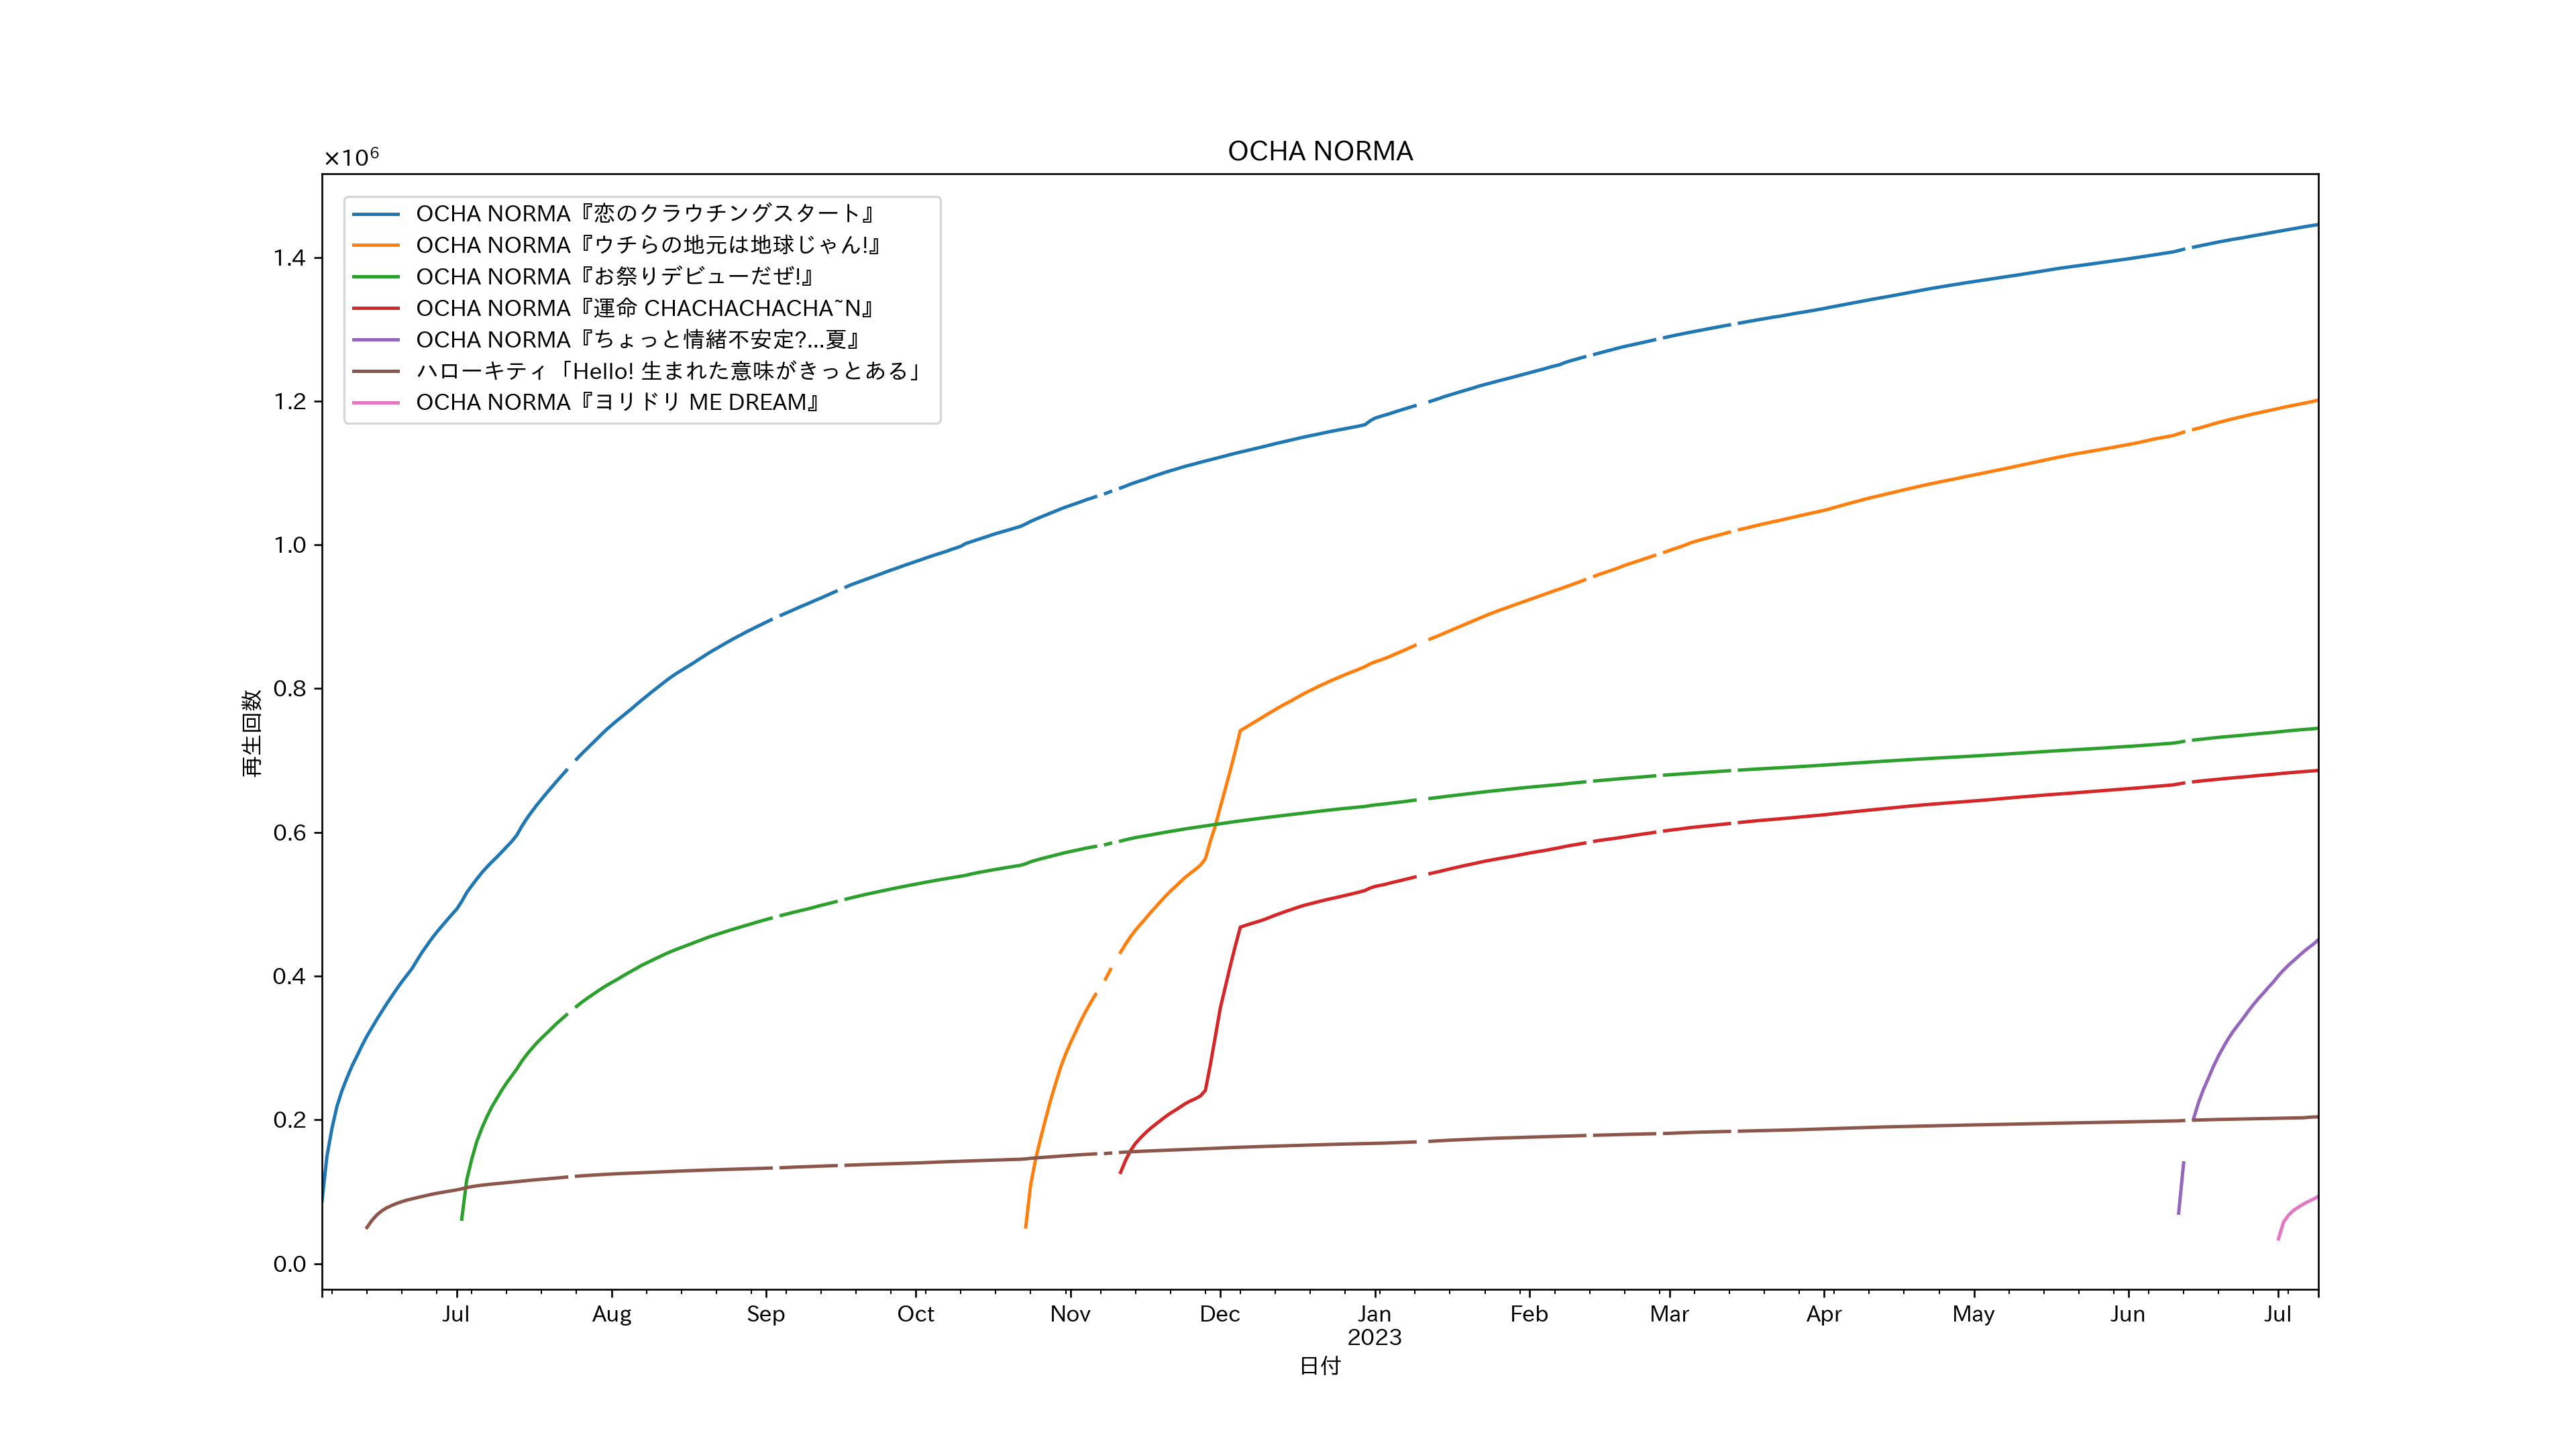 OCHA NORMA
×10⁶
OCHA NORMA『恋のクラウチングスタート』
OCHA NORMA『ウチらの地元は地球じゃん!』
OCHA NORMA『お祭りデビューだぜ!』
OCHA NORMA『運命 CHACHACHACHA~N』
OCHA NORMA『ちょっと情緒不安定?...夏』
ハローキティ「Hello! 生まれた意味がきっとある」
OCHA NORMA『ヨリドリ ME DREAM』
1.4
1.2
1.0
0.8
0.6
0.4
0.2
0.0
再生回数
Jul Aug Sep Oct Nov Dec Jan Feb Mar Apr May Jun Jul
2023
日付